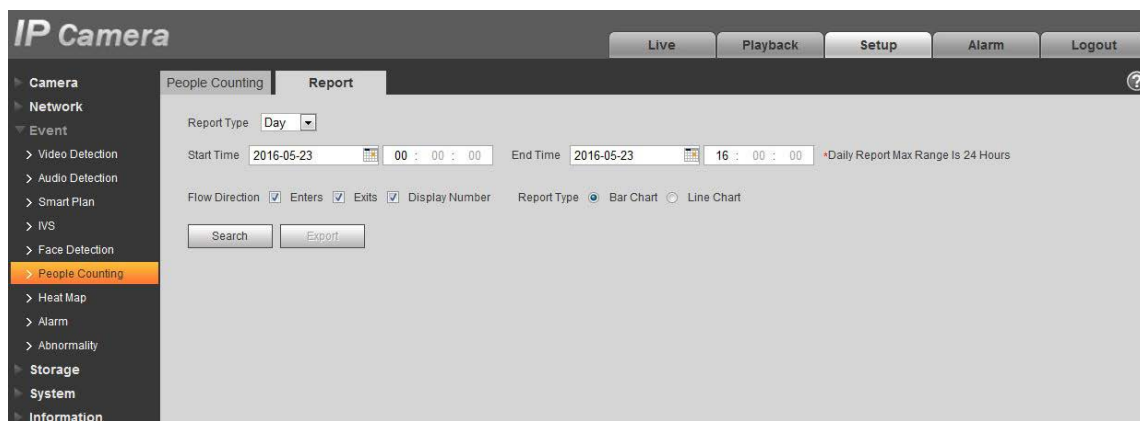 IP Camera
Live Playback Setup Alarm Logout
Camera
Network
Event
Video Detection
Audio Detection
Smart Plan
IVS
Face Detection
People Counting
Heat Map
Alarm
Abnormality
Storage
System
Information
People Counting Report
Report Type Day
Start Time 2016-05-23 00 : 00 : 00 End Time 2016-05-23 16 : 00 : 00 *Daily Report Max Range Is 24 Hours
Flow Direction Enters Exits Display Number Report Type Bar Chart Line Chart
Search Export